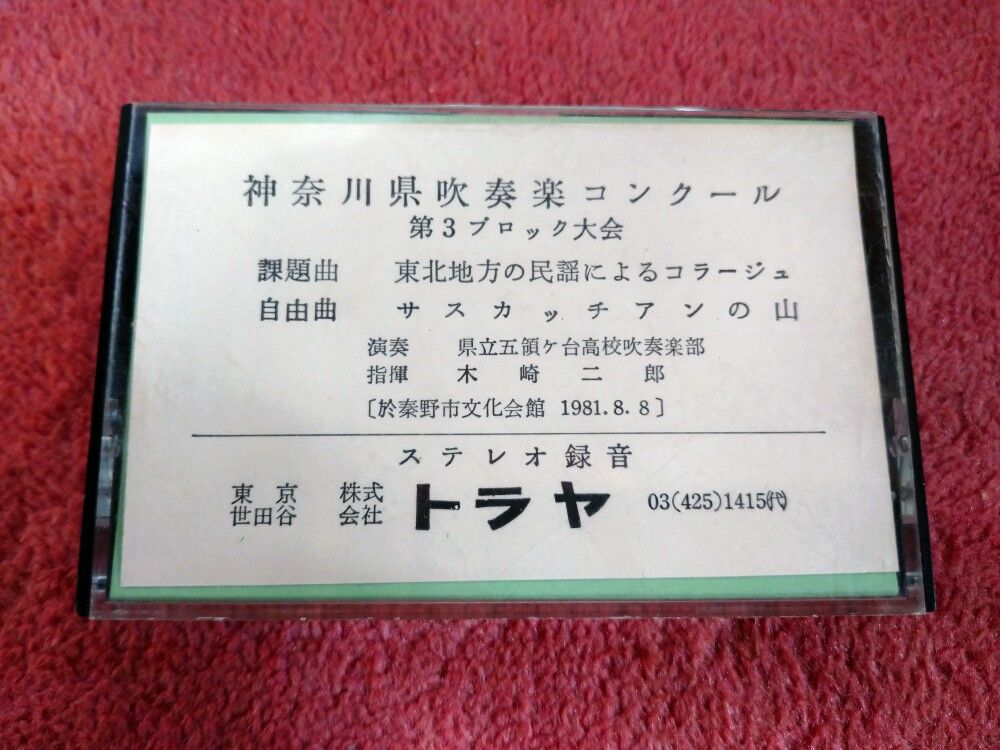 神奈川県吹奏楽コンクール
第3ブロック大会
課題曲 東北地方の民謡によるコラージュ
自由曲 サスカッチアンの山
演奏 県立五領ケ台高校吹奏楽部
指揮 木崎二郎
〔於秦野市文化会館 1981.8.8〕
ステレオ録音
東京世田谷 株式会社 トラヤ 03(425)1415㈹